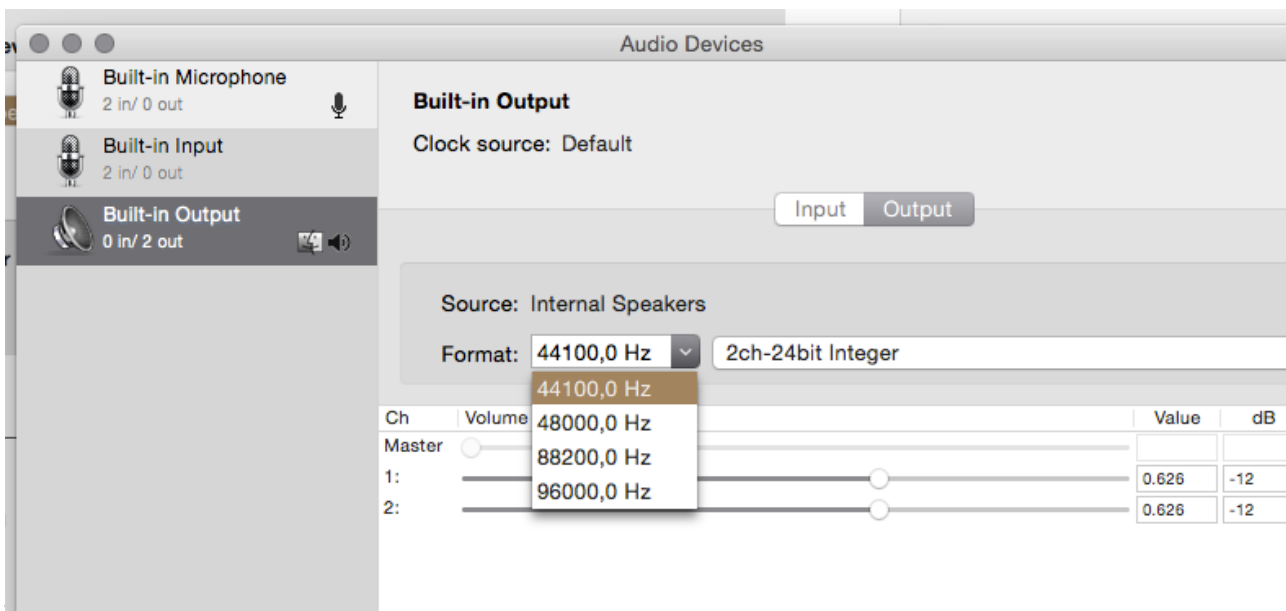 Audio Devices
Built-in Microphone
2 in/ 0 out
Built-in Input
2 in/ 0 out
Built-in Output
0 in/ 2 out
Built-in Output
Clock source: Default
Input Output
Source: Internal Speakers
Format: 44100,0 Hz 2ch-24bit Integer
44100,0 Hz
48000,0 Hz
88200,0 Hz
96000,0 Hz
Ch Volume Value dB
Master
1: 0.626 -12
2: 0.626 -12